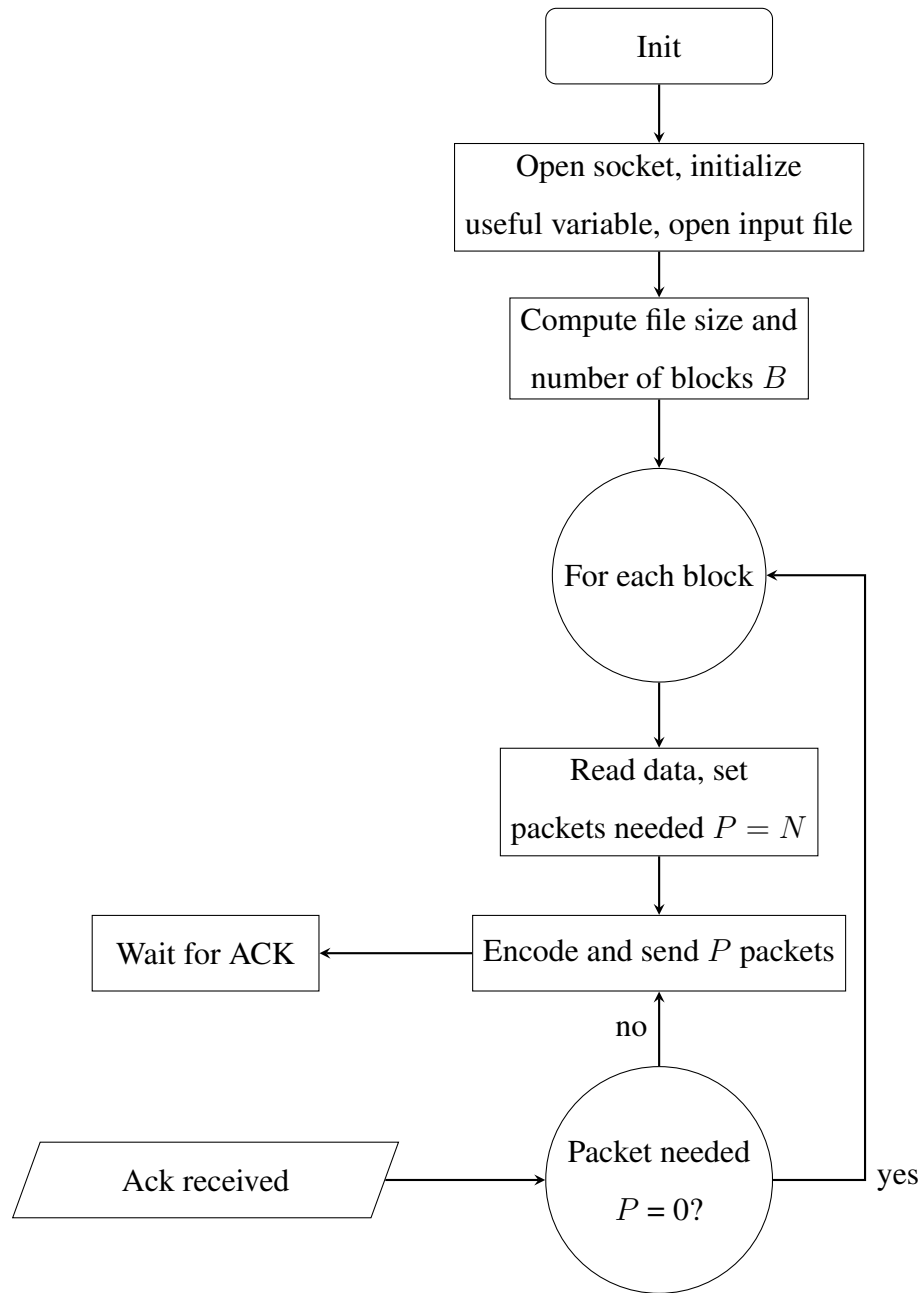 Init
Open socket, initialize
useful variable, open input file
Compute file size and
number of blocks B
For each block
Read data, set
packets needed P = N
Wait for ACK
Encode and send P packets
no
Ack received
Packet needed
P = 0?
yes